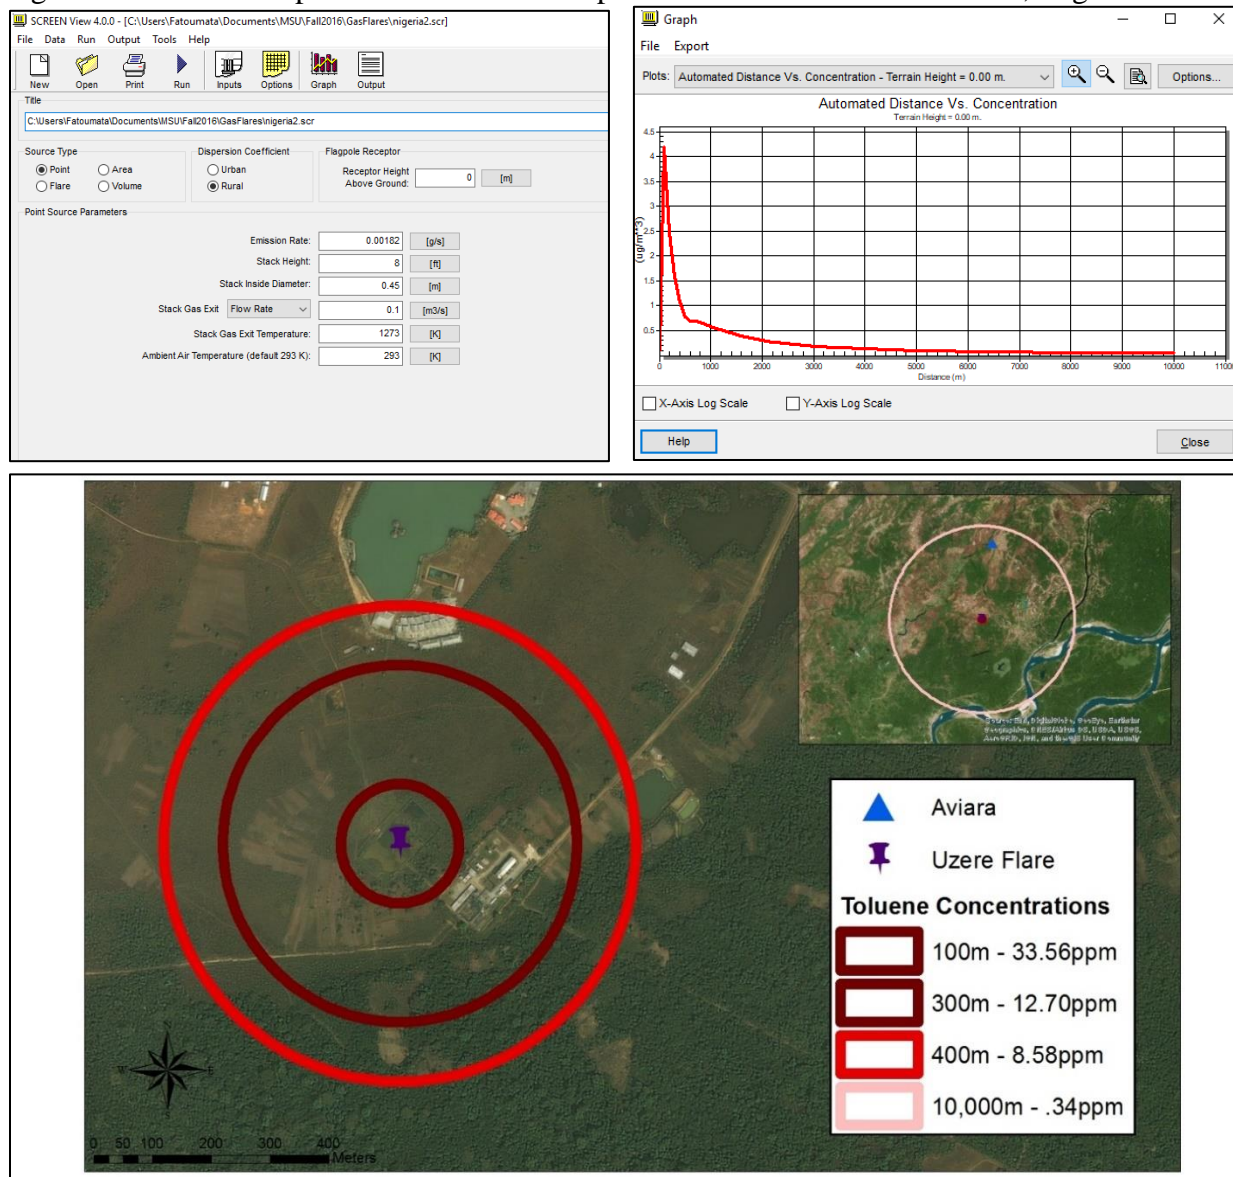 SCREEN View 4.0.0 - [C:\Users\Fatoumata\Documents\MSU\Fall2016\GasFlares\nigeria2.scr]
File Data Run Output Tools Help
New Open Print Run Inputs Options Graph Output
Title
C:\Users\Fatoumata\Documents\MSU\Fall2016\GasFlares\nigeria2.scr
Source Type
Point Area
Flare Volume
Dispersion Coefficient
Urban
Rural
Flagpole Receptor
Receptor Height
Above Ground: 0 [m]
Point Source Parameters
Emission Rate: 0.00182 [g/s]
Stack Height: 8 [ft]
Stack Inside Diameter: 0.45 [m]
Stack Gas Exit Flow Rate 0.1 [m3/s]
Stack Gas Exit Temperature: 1273 [K]
Ambient Air Temperature (default 293 K): 293 [K]
Graph
File Export
Plots: Automated Distance Vs. Concentration - Terrain Height = 0.00 m. Options...
Automated Distance Vs. Concentration
Terrain Height = 0.00 m.
4.5
4
3.5
3
2.5
2
1.5
1
0.5
(ug/m**3)
0 1000 2000 3000 4000 5000 6000 7000 8000 9000 10000 1100
Distance (m)
X-Axis Log Scale Y-Axis Log Scale
Help Close
Aviara
Uzere Flare
Toluene Concentrations
100m - 33.56ppm
300m - 12.70ppm
400m - 8.58ppm
10,000m - .34ppm
N
W E
S
0 50 100 200 300 400
Meters